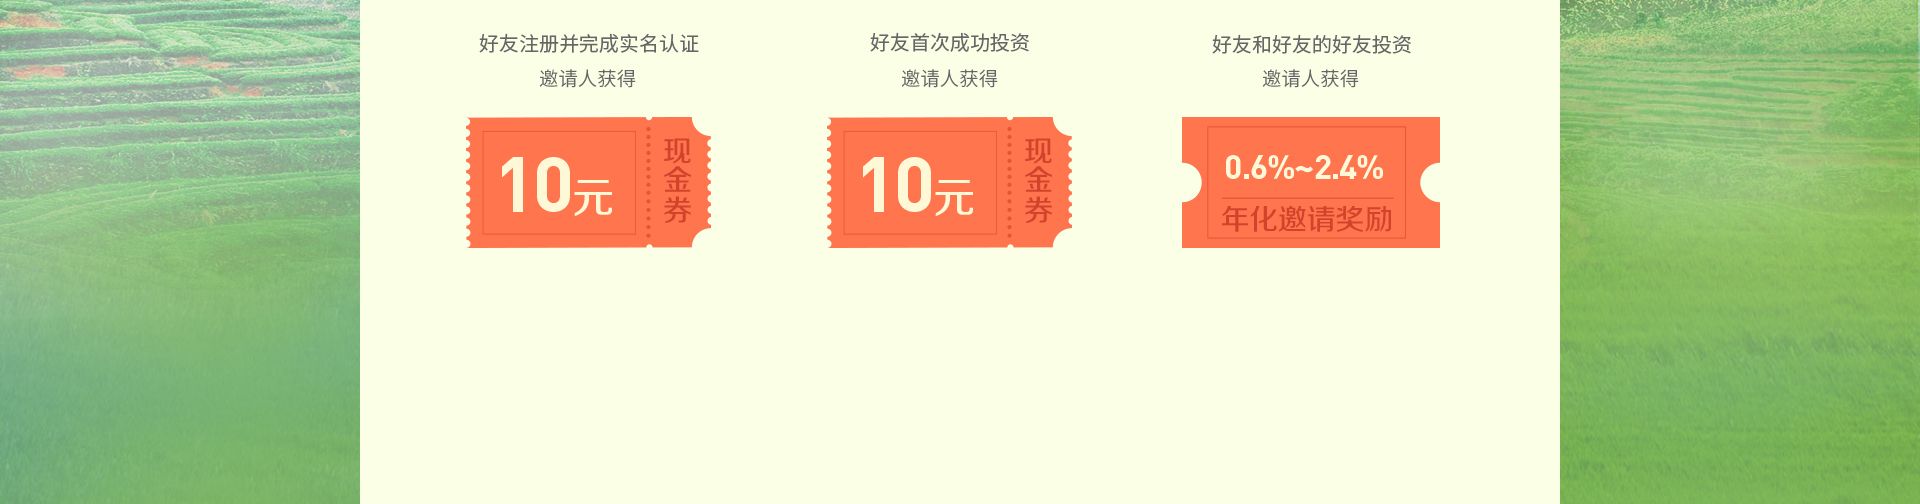 好友注册并完成实名认证
邀请人获得
10元
现金券
好友首次成功投资
邀请人获得
10元
现金券
好友和好友的好友投资
邀请人获得
0.6%~2.4%
年化邀请奖励